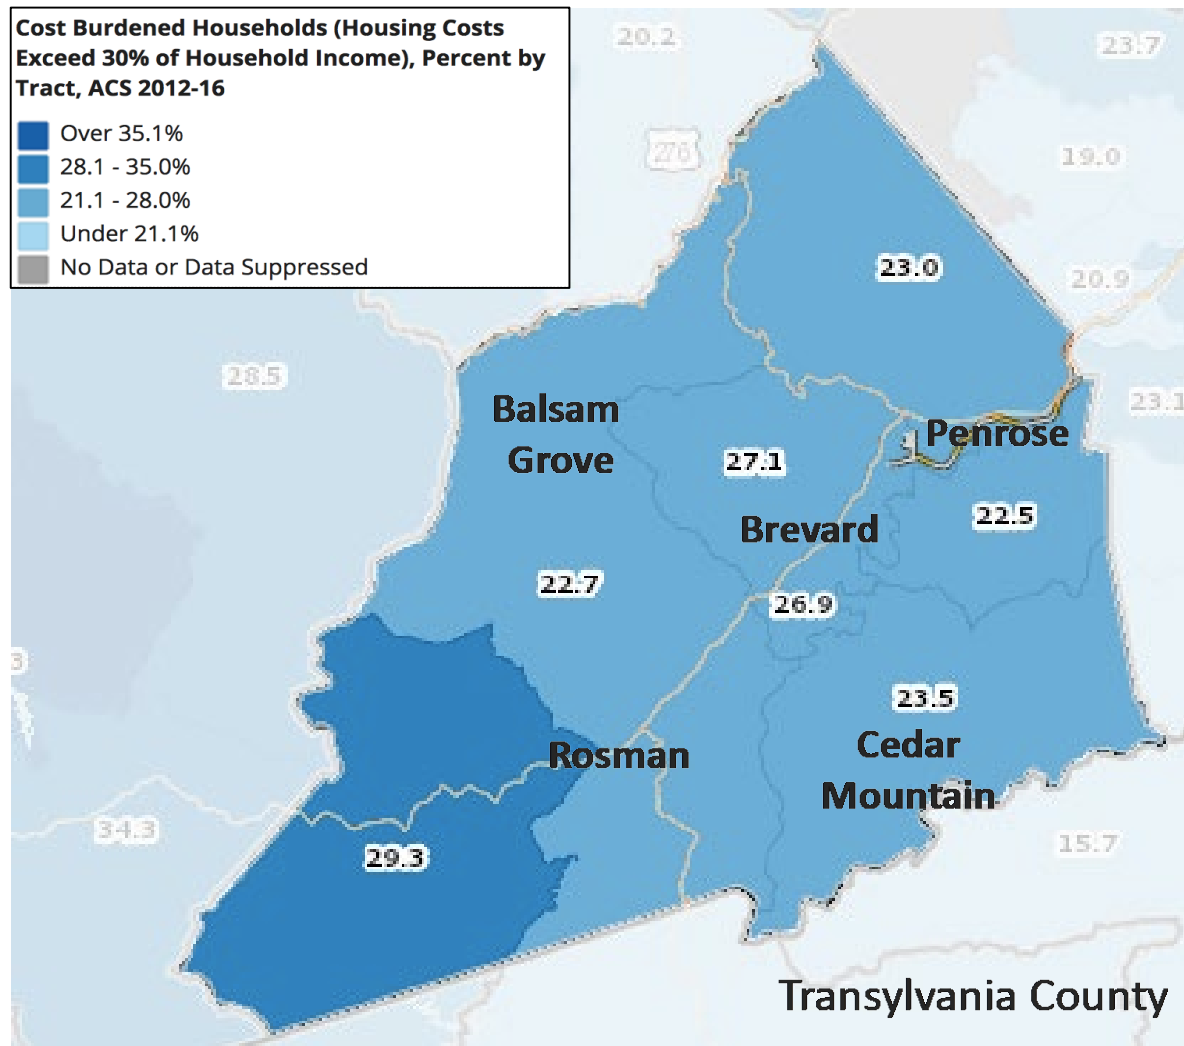 Cost Burdened Households (Housing Costs
Exceed 30% of Household Income), Percent by
Tract, ACS 2012-16
Over 35.1%
28.1 - 35.0%
21.1 - 28.0%
Under 21.1%
No Data or Data Suppressed
20.2
23.7
276
19.0
23.0
20.9
28.5
23.1
Balsam
Grove
Penrose
27.1
22.5
Brevard
22.7
26.9
3
23.5
Rosman
Cedar
Mountain
34.3
29.3
15.7
Transylvania County